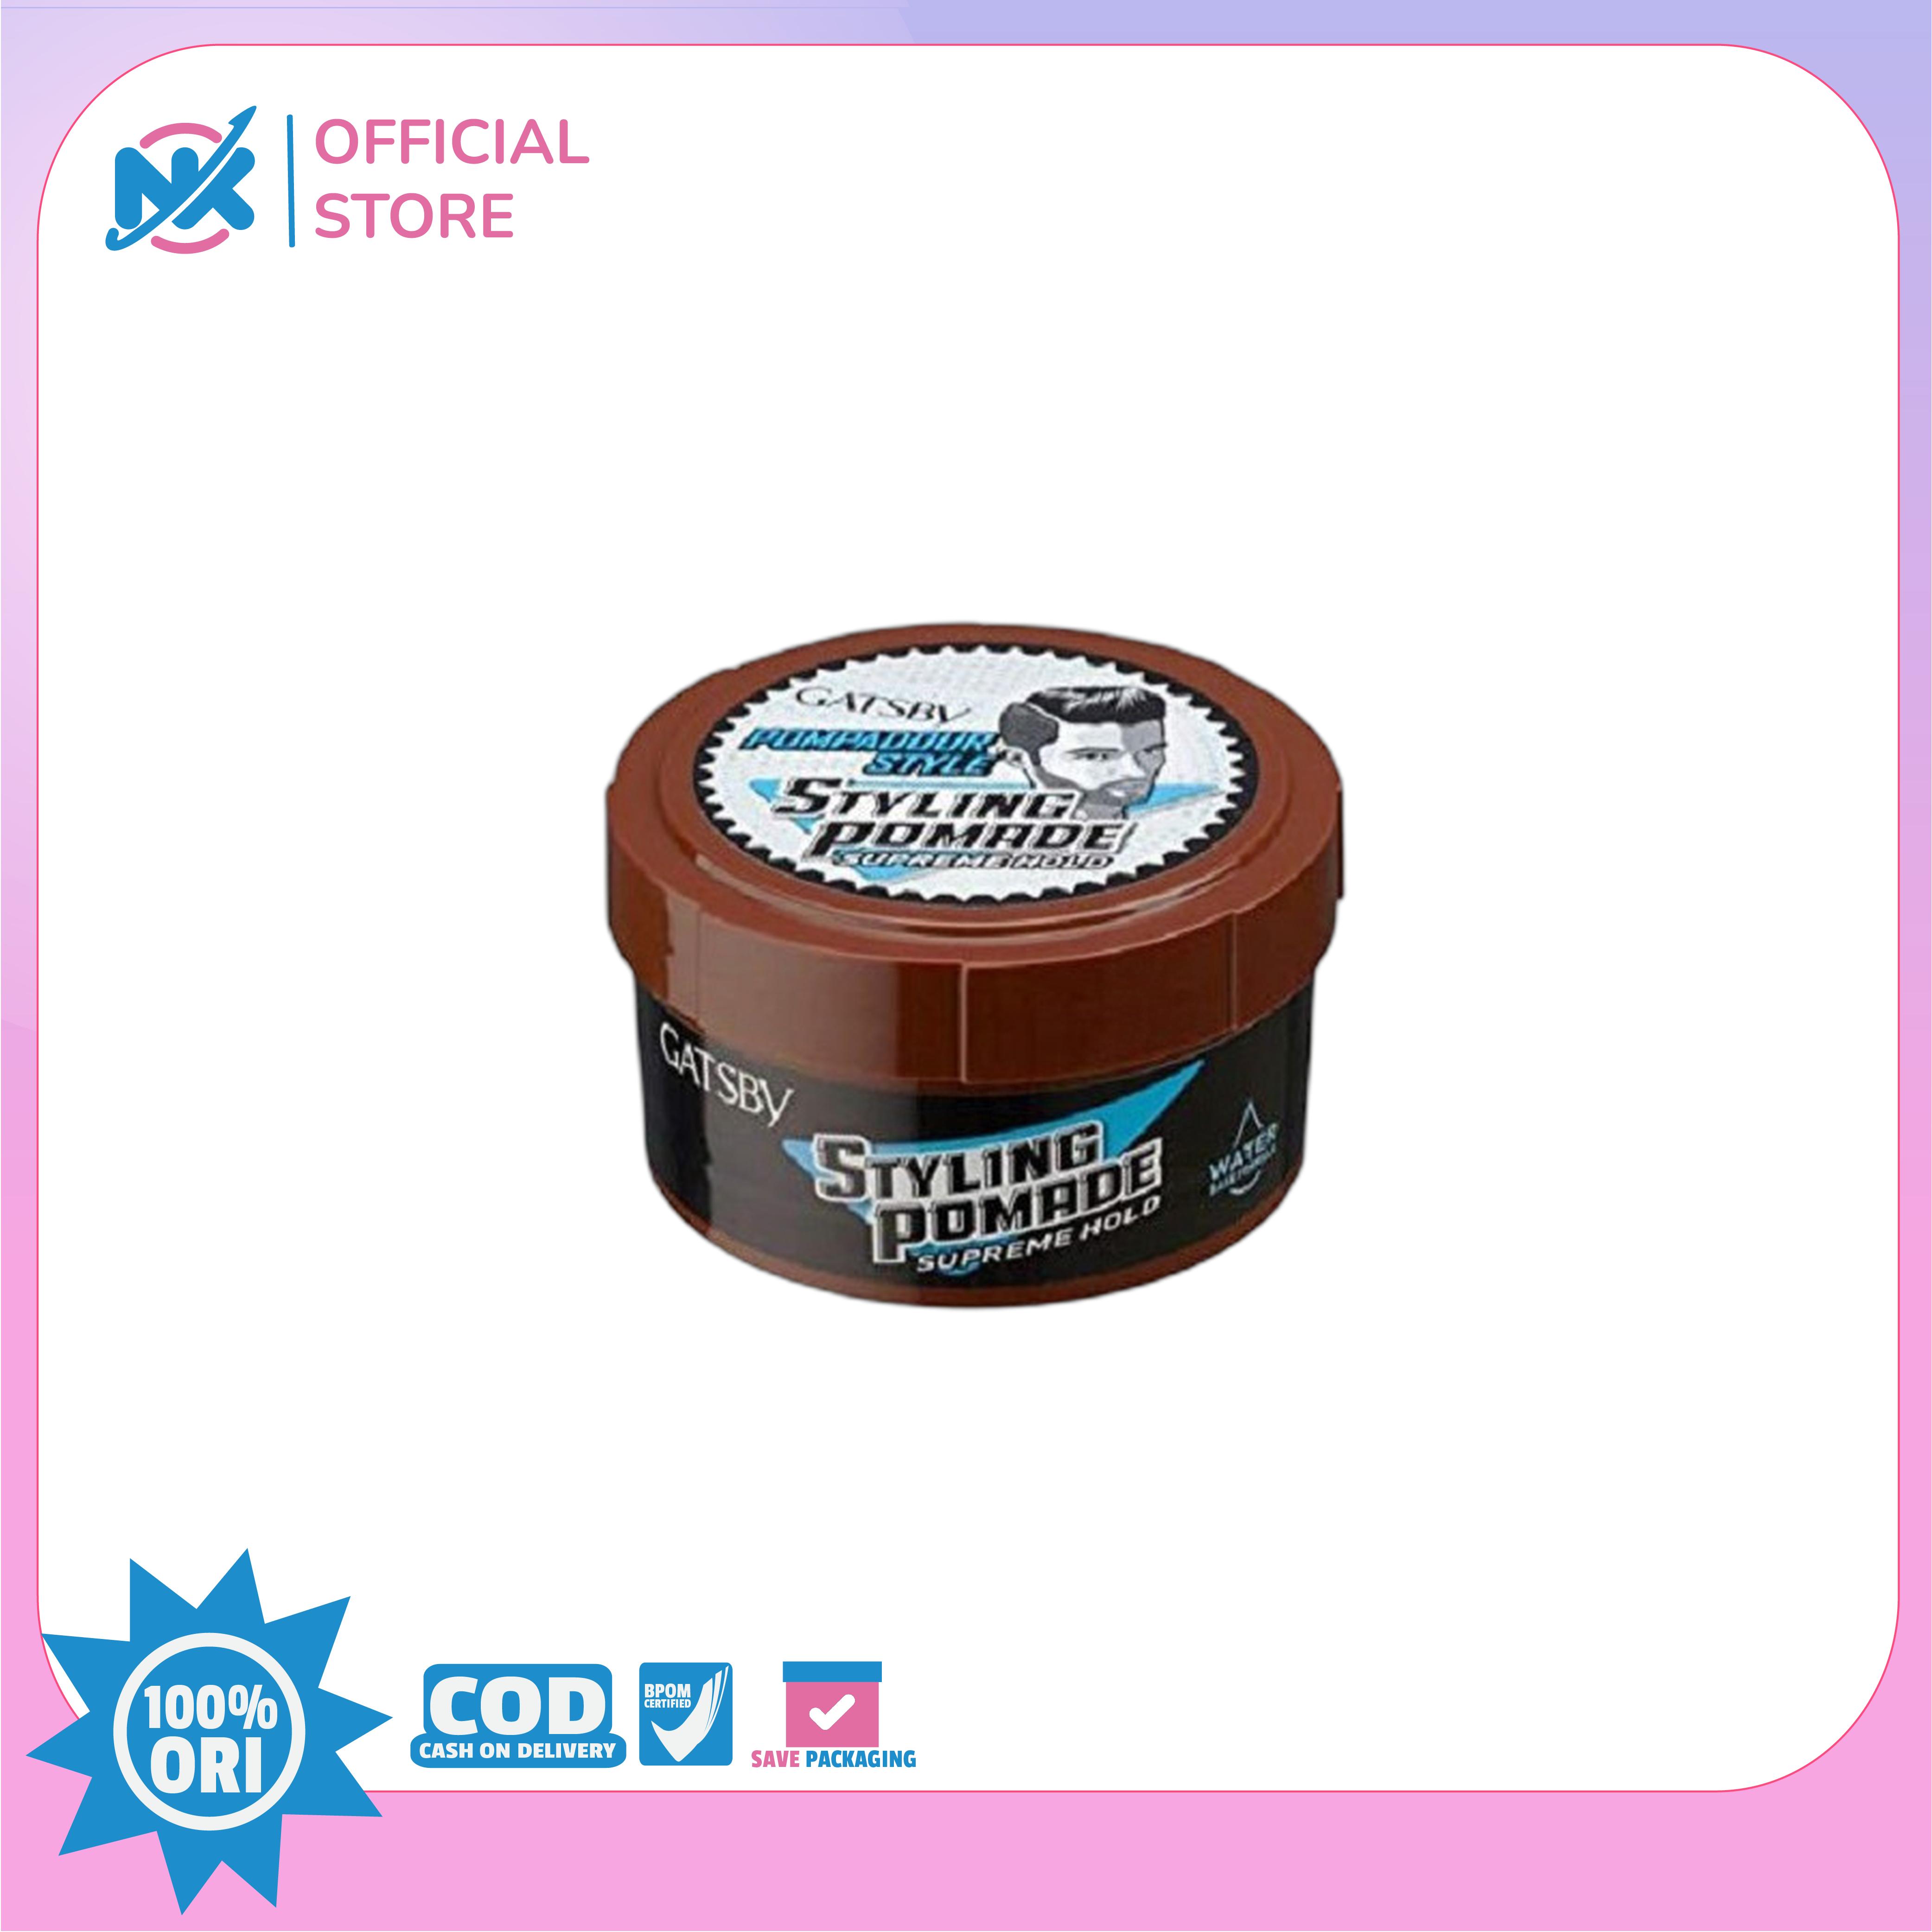 NK
OFFICIAL
STORE
GATSBY
POMPADOUR
STYLE
STYLING
POMADE
SUPREME HOLD
GATSBY
STYLING
POMADE
SUPREME HOLD
WATER
100%
ORI
COD
CASH ON DELIVERY
BPOM
CERTIFIED
SAVE PACKAGING